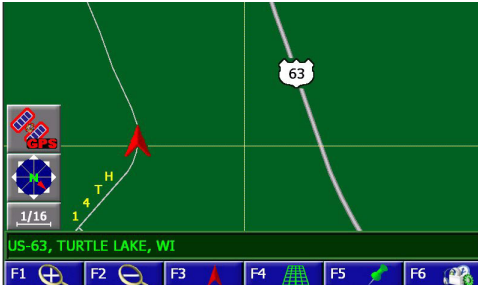 63
GPS
N
H
T
4
1
1/16
US-63, TURTLE LAKE, WI
F1 F2 F3 F4 F5 F6